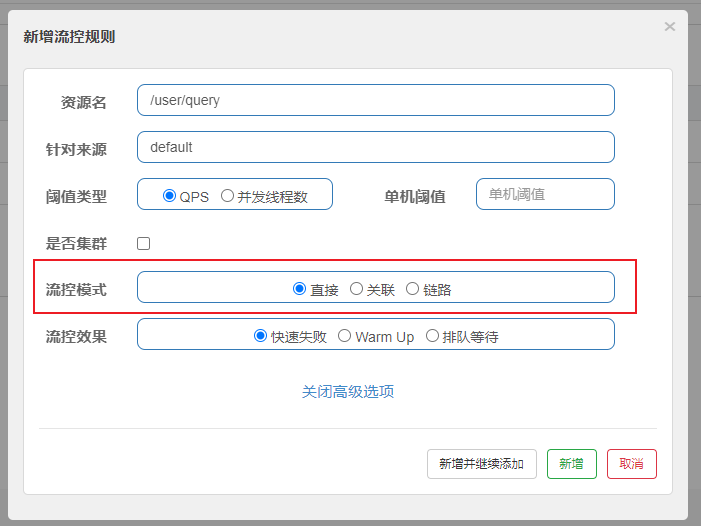 新增流控规则
×
资源名 /user/query
针对来源 default
阈值类型 QPS 并发线程数 单机阈值 单机阈值
是否集群
流控模式 直接 关联 链路
流控效果 快速失败 Warm Up 排队等待
关闭高级选项
新增并继续添加 新增 取消